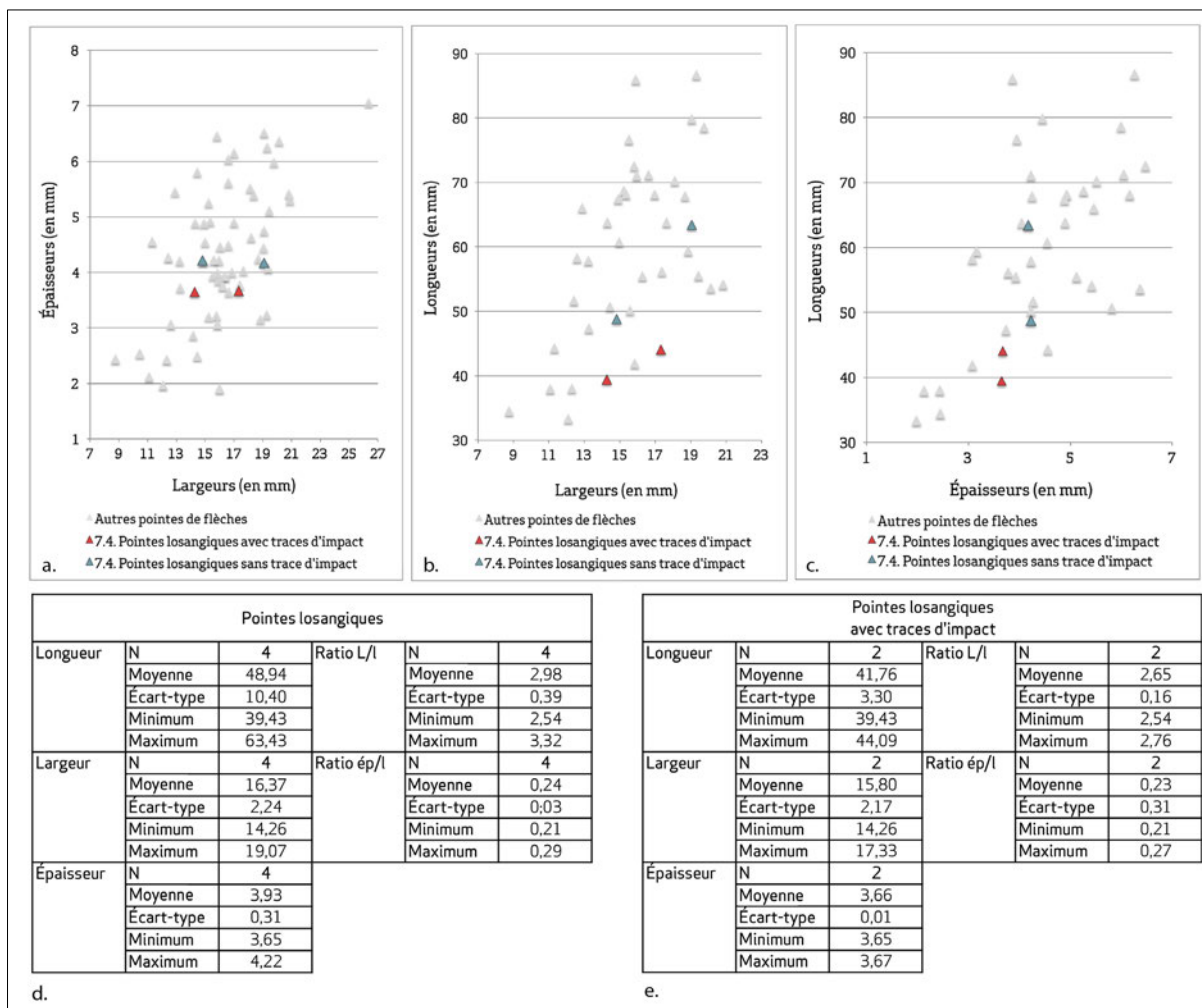 8
7
6
5
4
3
2
1
7 9 11 13 15 17 19 21 23 25 27
Épaisseurs (en mm)
Largeurs (en mm)
Autres pointes de flèches
7.4. Pointes losangiques avec traces d'impact
7.4. Pointes losangiques sans trace d'impact
a.
90
80
70
60
50
40
30
7 9 11 13 15 17 19 21 23
Longueurs (en mm)
Largeurs (en mm)
Autres pointes de flèches
7.4. Pointes losangiques avec traces d'impact
7.4. Pointes losangiques sans trace d'impact
b.
90
80
70
60
50
40
30
1 3 5 7
Longueurs (en mm)
Épaisseurs (en mm)
Autres pointes de flèches
7.4. Pointes losangiques avec traces d'impact
7.4. Pointes losangiques sans trace d'impact
c.
Pointes losangiques
Longueur N 4 Ratio L/l N 4
Moyenne 48,94 Moyenne 2,98
Écart-type 10,40 Écart-type 0,39
Minimum 39,43 Minimum 2,54
Maximum 63,43 Maximum 3,32
Largeur N 4 Ratio ép/l N 4
Moyenne 16,37 Moyenne 0,24
Écart-type 2,24 Écart-type 0;03
Minimum 14,26 Minimum 0,21
Maximum 19,07 Maximum 0,29
Épaisseur N 4
Moyenne 3,93
Écart-type 0,31
Minimum 3,65
Maximum 4,22
d.
Pointes losangiques
avec traces d'impact
Longueur N 2 Ratio L/l N 2
Moyenne 41,76 Moyenne 2,65
Écart-type 3,30 Écart-type 0,16
Minimum 39,43 Minimum 2,54
Maximum 44,09 Maximum 2,76
Largeur N 2 Ratio ép/l N 2
Moyenne 15,80 Moyenne 0,23
Écart-type 2,17 Écart-type 0,31
Minimum 14,26 Minimum 0,21
Maximum 17,33 Maximum 0,27
Épaisseur N 2
Moyenne 3,66
Écart-type 0,01
Minimum 3,65
Maximum 3,67
e.